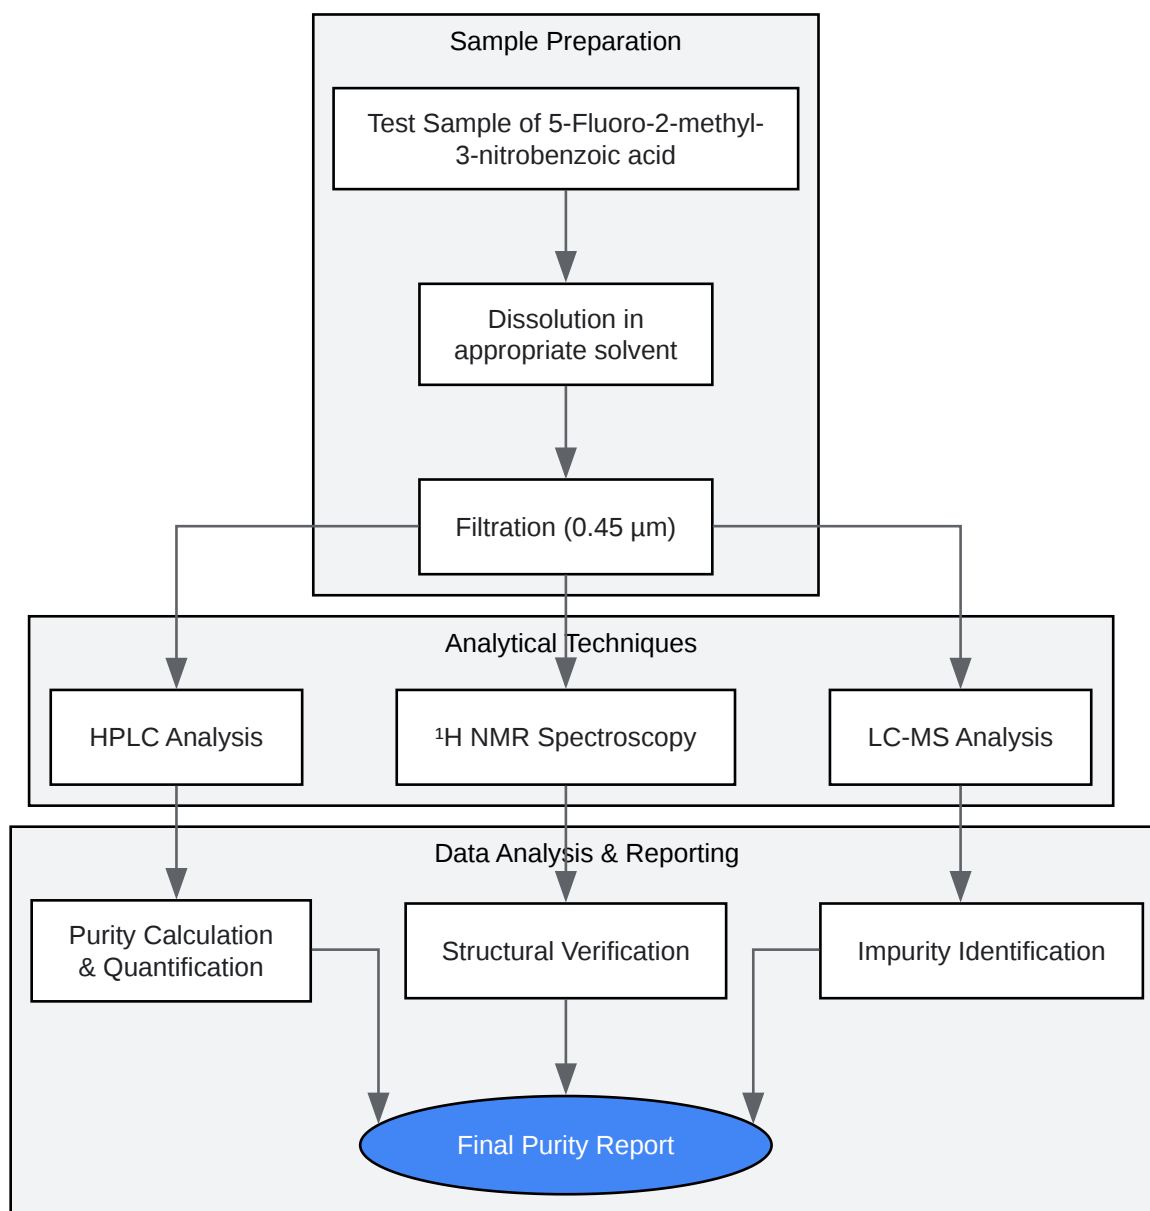 Sample Preparation
Test Sample of 5-Fluoro-2-methyl-
3-nitrobenzoic acid
Dissolution in
appropriate solvent
Filtration (0.45 µm)
Analytical Techniques
HPLC Analysis
¹H NMR Spectroscopy
LC-MS Analysis
Data Analysis & Reporting
Purity Calculation
& Quantification
Structural Verification
Impurity Identification
Final Purity Report